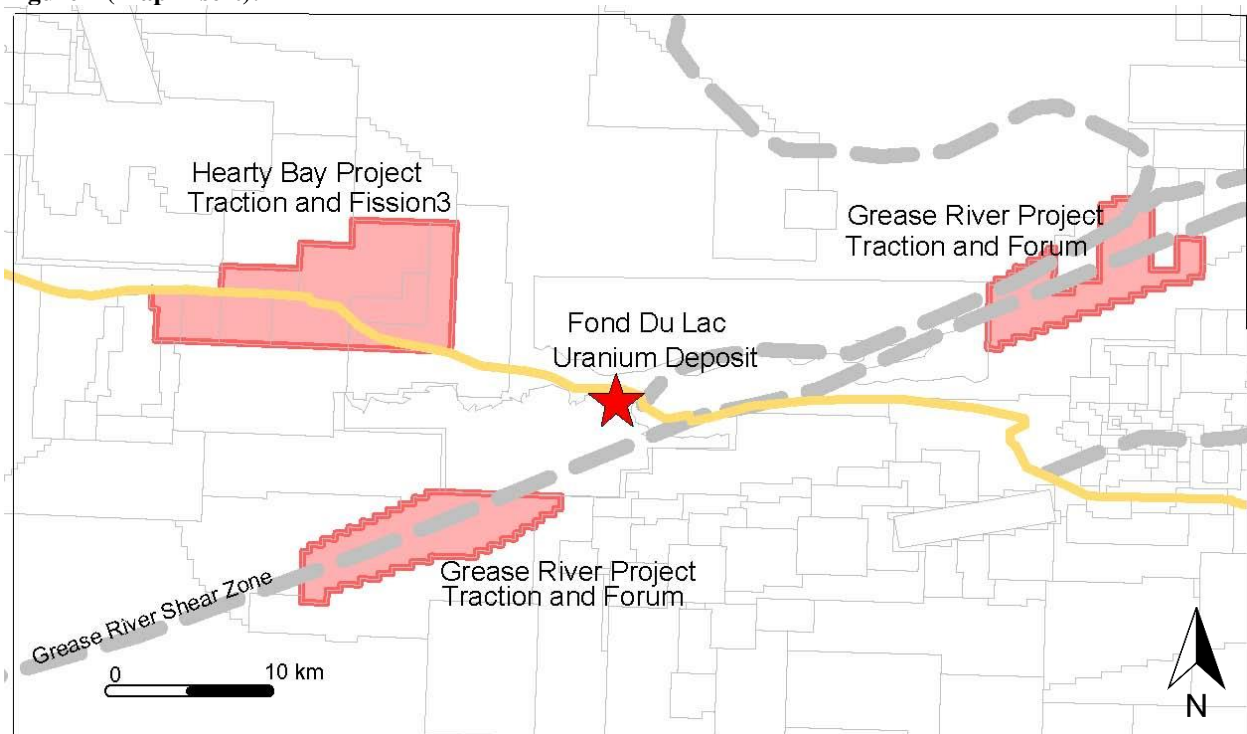 Hearty Bay Project
Traction and Fission3
Grease River Project
Traction and Forum
Fond Du Lac
Uranium Deposit
Grease River Project
Traction and Forum
Grease River Shear Zone
0 10 km
N